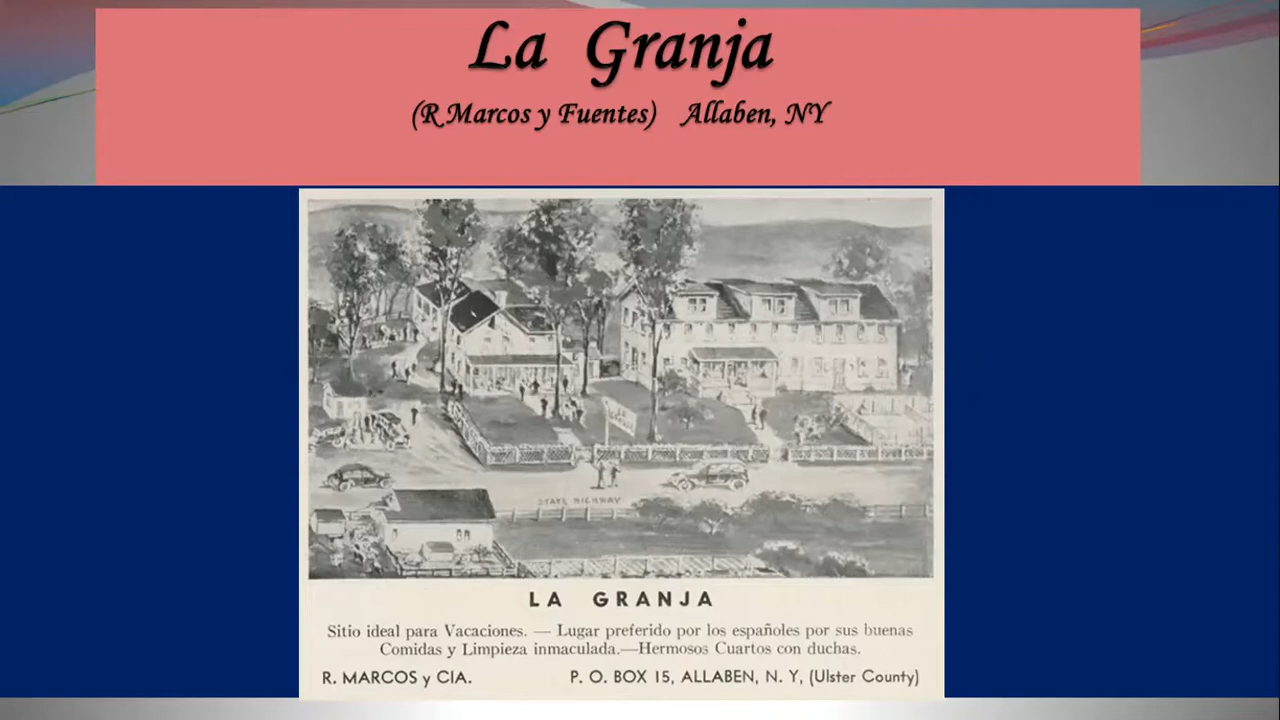 La Granja
(R Marcos y Fuentes) Allaben, NY
STATE HIGHWAY
LA GRANJA
Sitio ideal para Vacaciones. — Lugar preferido por los españoles por sus buenas
Comidas y Limpieza inmaculada.—Hermosos Cuartos con duchas.
R. MARCOS y CIA. P. O. BOX 15, ALLABEN, N. Y, (Ulster County)